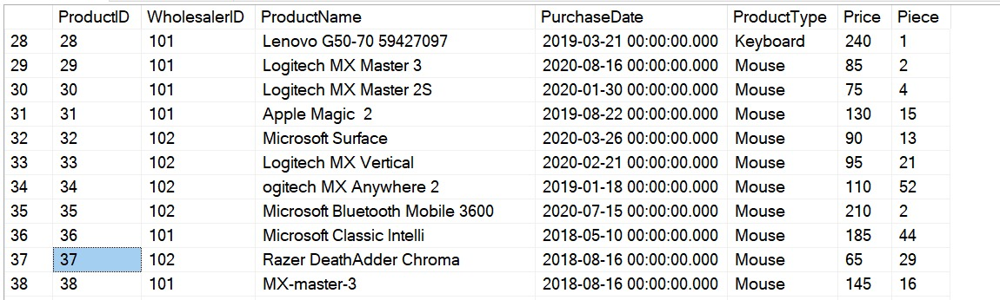 ProductID WholesalerID ProductName PurchaseDate ProductType Price Piece
28 28 101 Lenovo G50-70 59427097 2019-03-21 00:00:00.000 Keyboard 240 1
29 29 101 Logitech MX Master 3 2020-08-16 00:00:00.000 Mouse 85 2
30 30 101 Logitech MX Master 2S 2020-01-30 00:00:00.000 Mouse 75 4
31 31 101 Apple Magic  2 2019-08-22 00:00:00.000 Mouse 130 15
32 32 102 Microsoft Surface 2020-03-26 00:00:00.000 Mouse 90 13
33 33 102 Logitech MX Vertical 2020-02-21 00:00:00.000 Mouse 95 21
34 34 102 ogitech MX Anywhere 2 2019-01-18 00:00:00.000 Mouse 110 52
35 35 102 Microsoft Bluetooth Mobile 3600 2020-07-15 00:00:00.000 Mouse 210 2
36 36 101 Microsoft Classic Intelli 2018-05-10 00:00:00.000 Mouse 185 44
37 37 102 Razer DeathAdder Chroma 2018-08-16 00:00:00.000 Mouse 65 29
38 38 101 MX-master-3 2018-08-16 00:00:00.000 Mouse 145 16